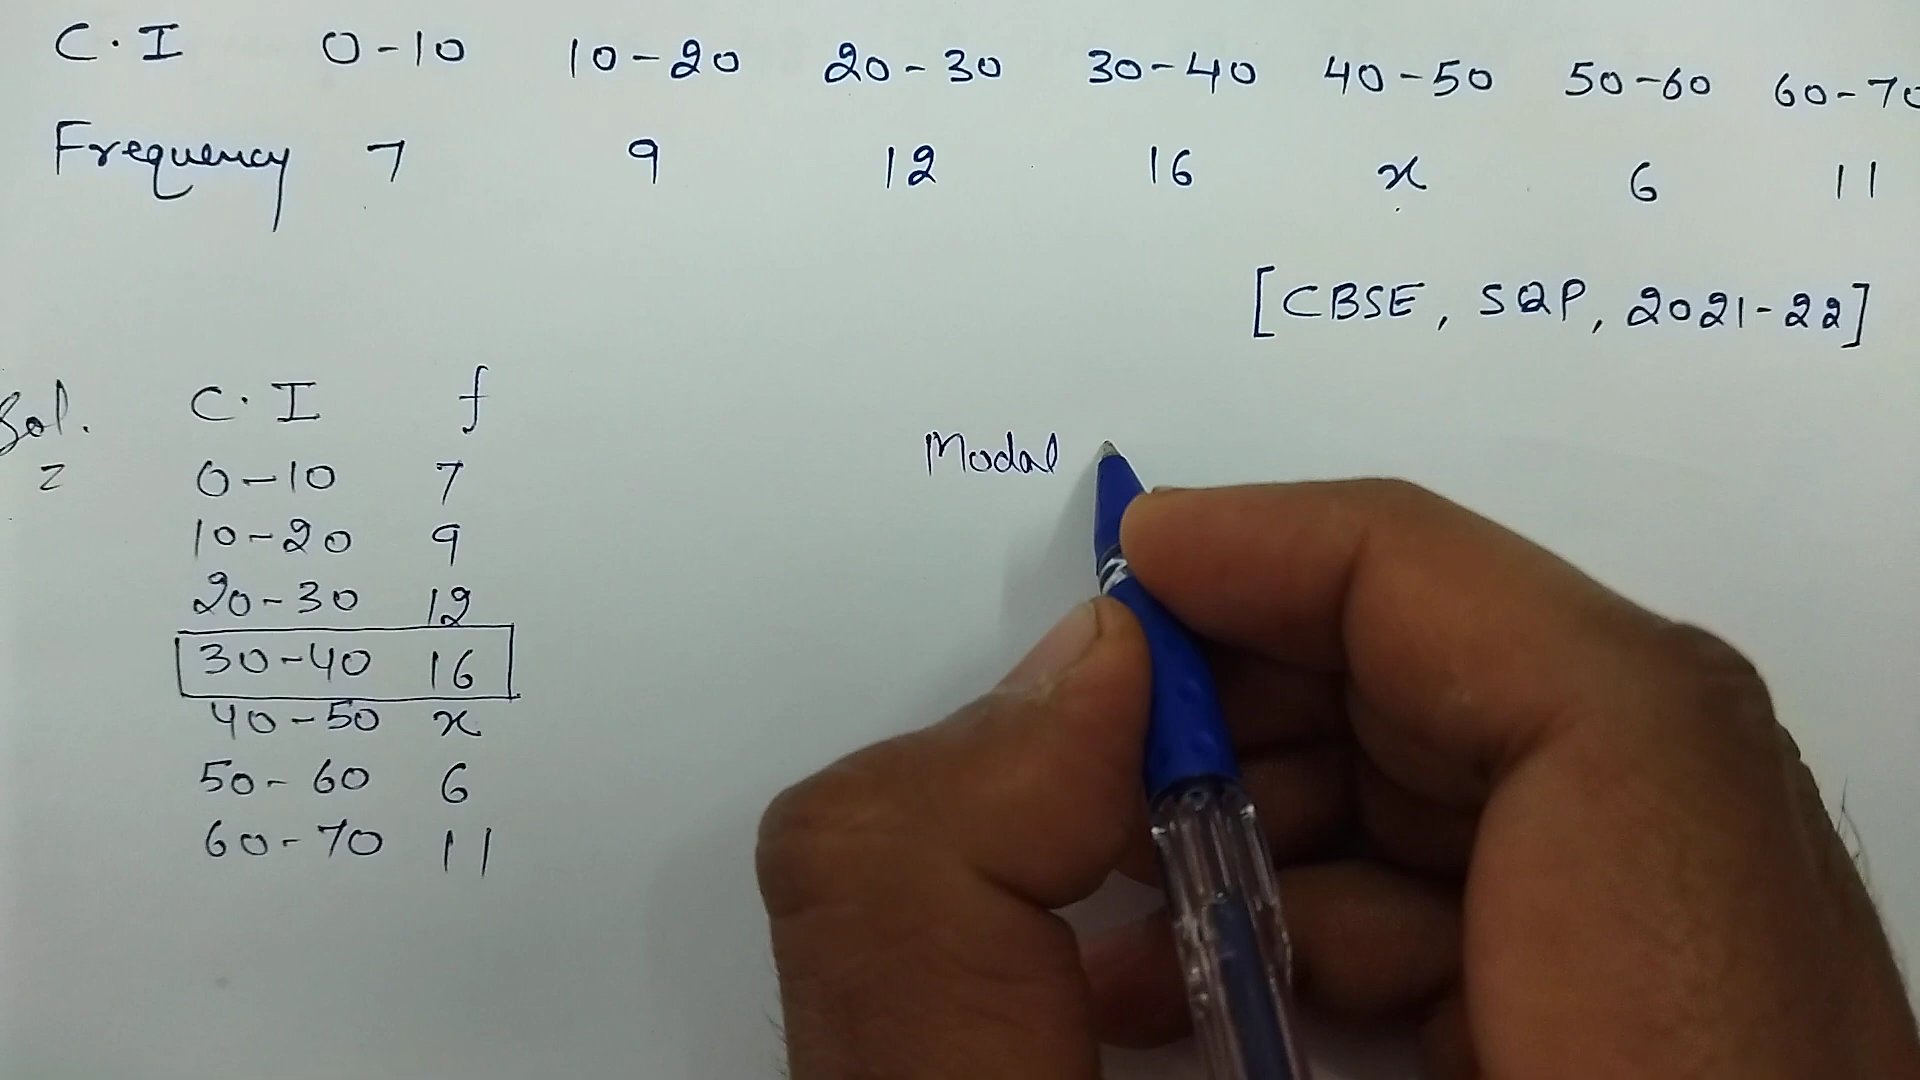 C.I 0-10 10-20 20-30 30-40 40-50 50-60 60-70
Frequency 7 9 12 16 x 6 11
[CBSE, SQP, 2021-22]
Sol. C.I f
0-10 7
10-20 9
20-30 12
30-40 16
40-50 x
50-60 6
60-70 11
Modal